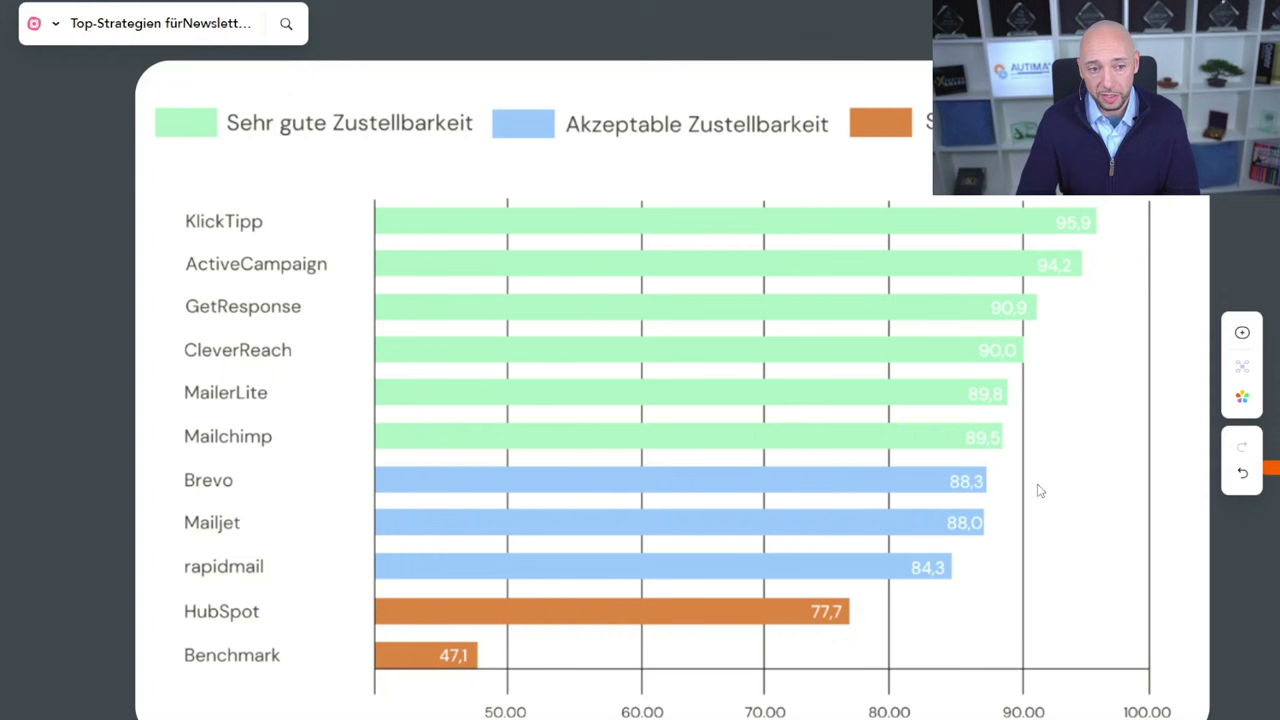 Top-Strategien fürNewslett...
AUTIMA
Sehr gute Zustellbarkeit
Akzeptable Zustellbarkeit
S
KlickTipp 95,9
ActiveCampaign 94,2
GetResponse 90,9
CleverReach 90,0
MailerLite 89,8
Mailchimp 89,5
Brevo 88,3
Mailjet 88,0
rapidmail 84,3
HubSpot 77,7
Benchmark 47,1
50.00 60.00 70.00 80.00 90.00 100.00